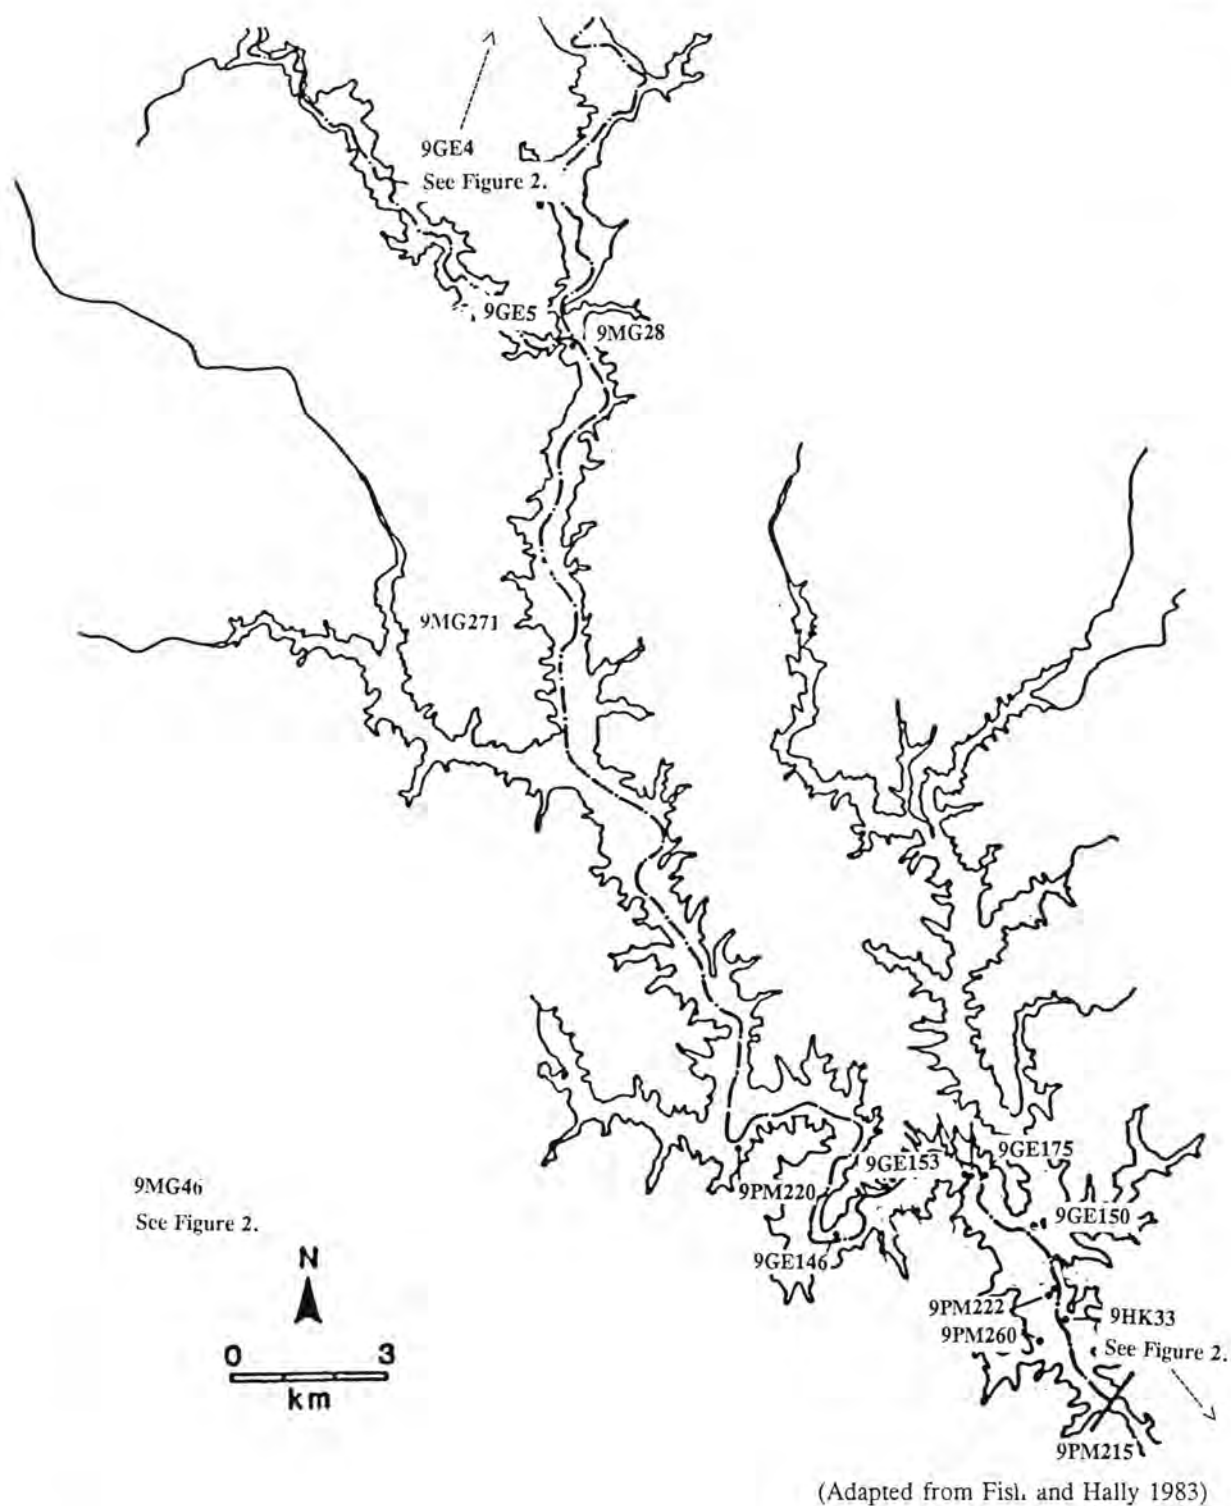 9GE4
See Figure 2.
9GE5
9MG28
9MG271
9GE153
9GE175
9PM220
9MG46
See Figure 2.
9GE150
9GE146
N
9PM222
9HK33
9PM260
See Figure 2.
0 3
km
9PM215
(Adapted from Fish and Hally 1983)